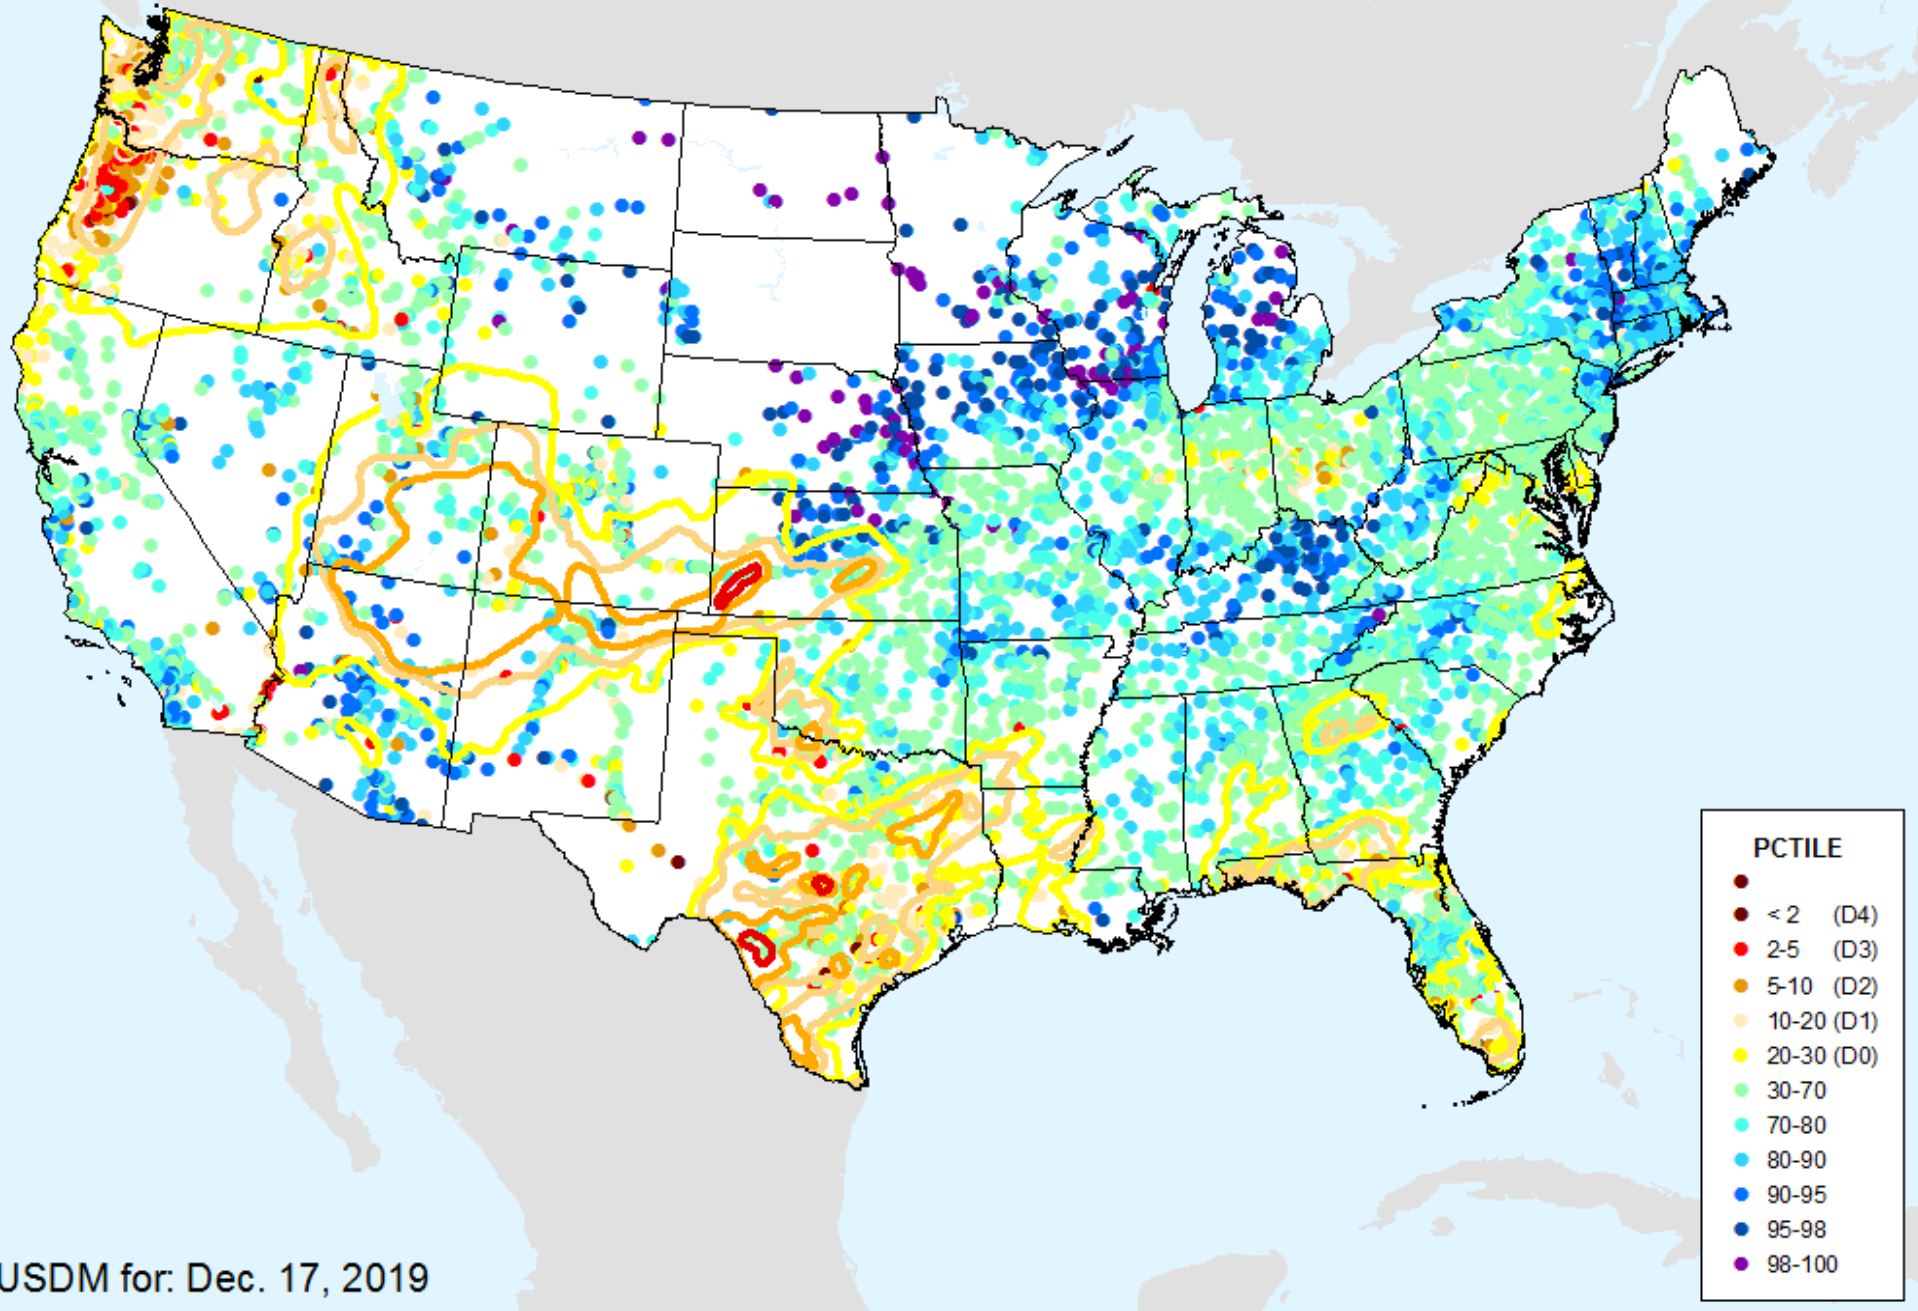 PCTILE
< 2 (D4)
2-5 (D3)
5-10 (D2)
10-20 (D1)
20-30 (D0)
30-70
70-80
80-90
90-95
95-98
98-100
USDM for: Dec. 17, 2019